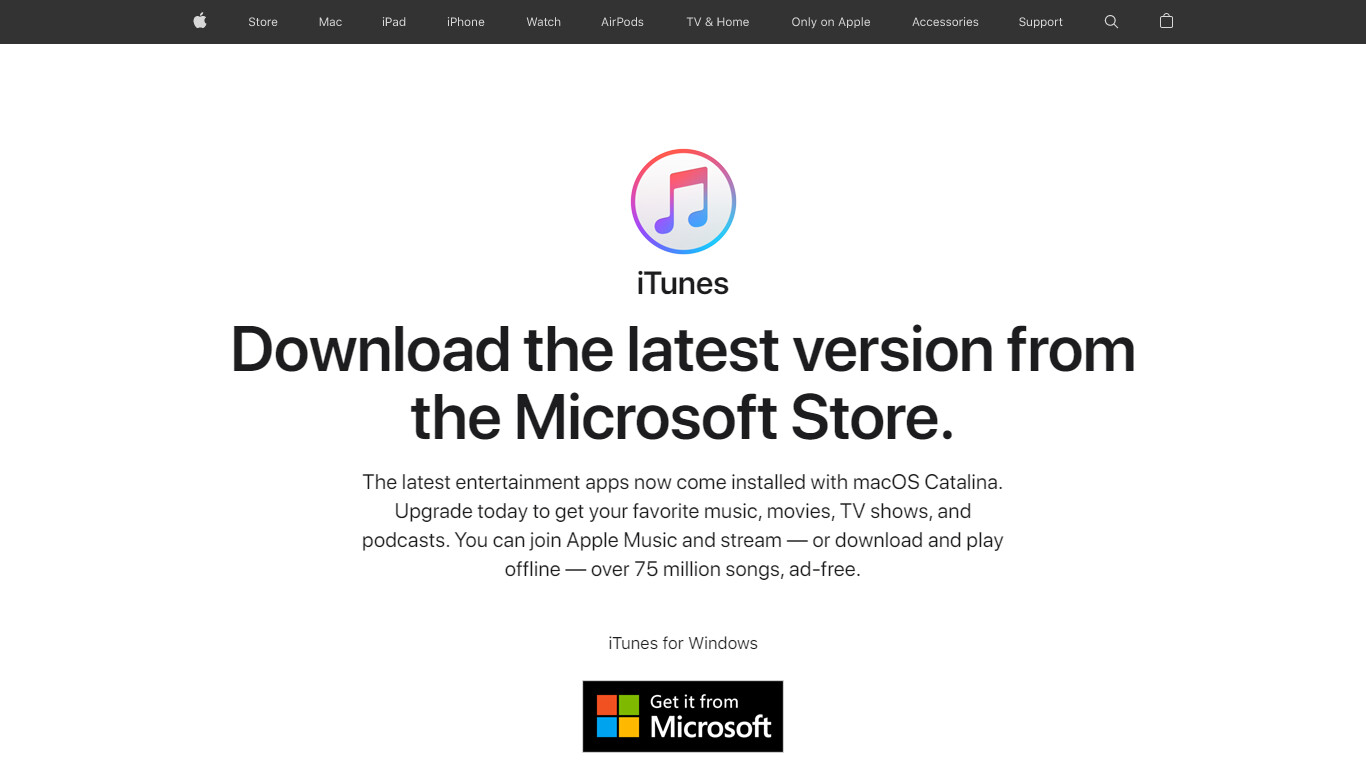 Store Mac iPad iPhone Watch AirPods TV & Home Only on Apple Accessories Support
iTunes
Download the latest version from
the Microsoft Store.
The latest entertainment apps now come installed with macOS Catalina.
Upgrade today to get your favorite music, movies, TV shows, and
podcasts. You can join Apple Music and stream — or download and play
offline — over 75 million songs, ad-free.
iTunes for Windows
Get it from
Microsoft